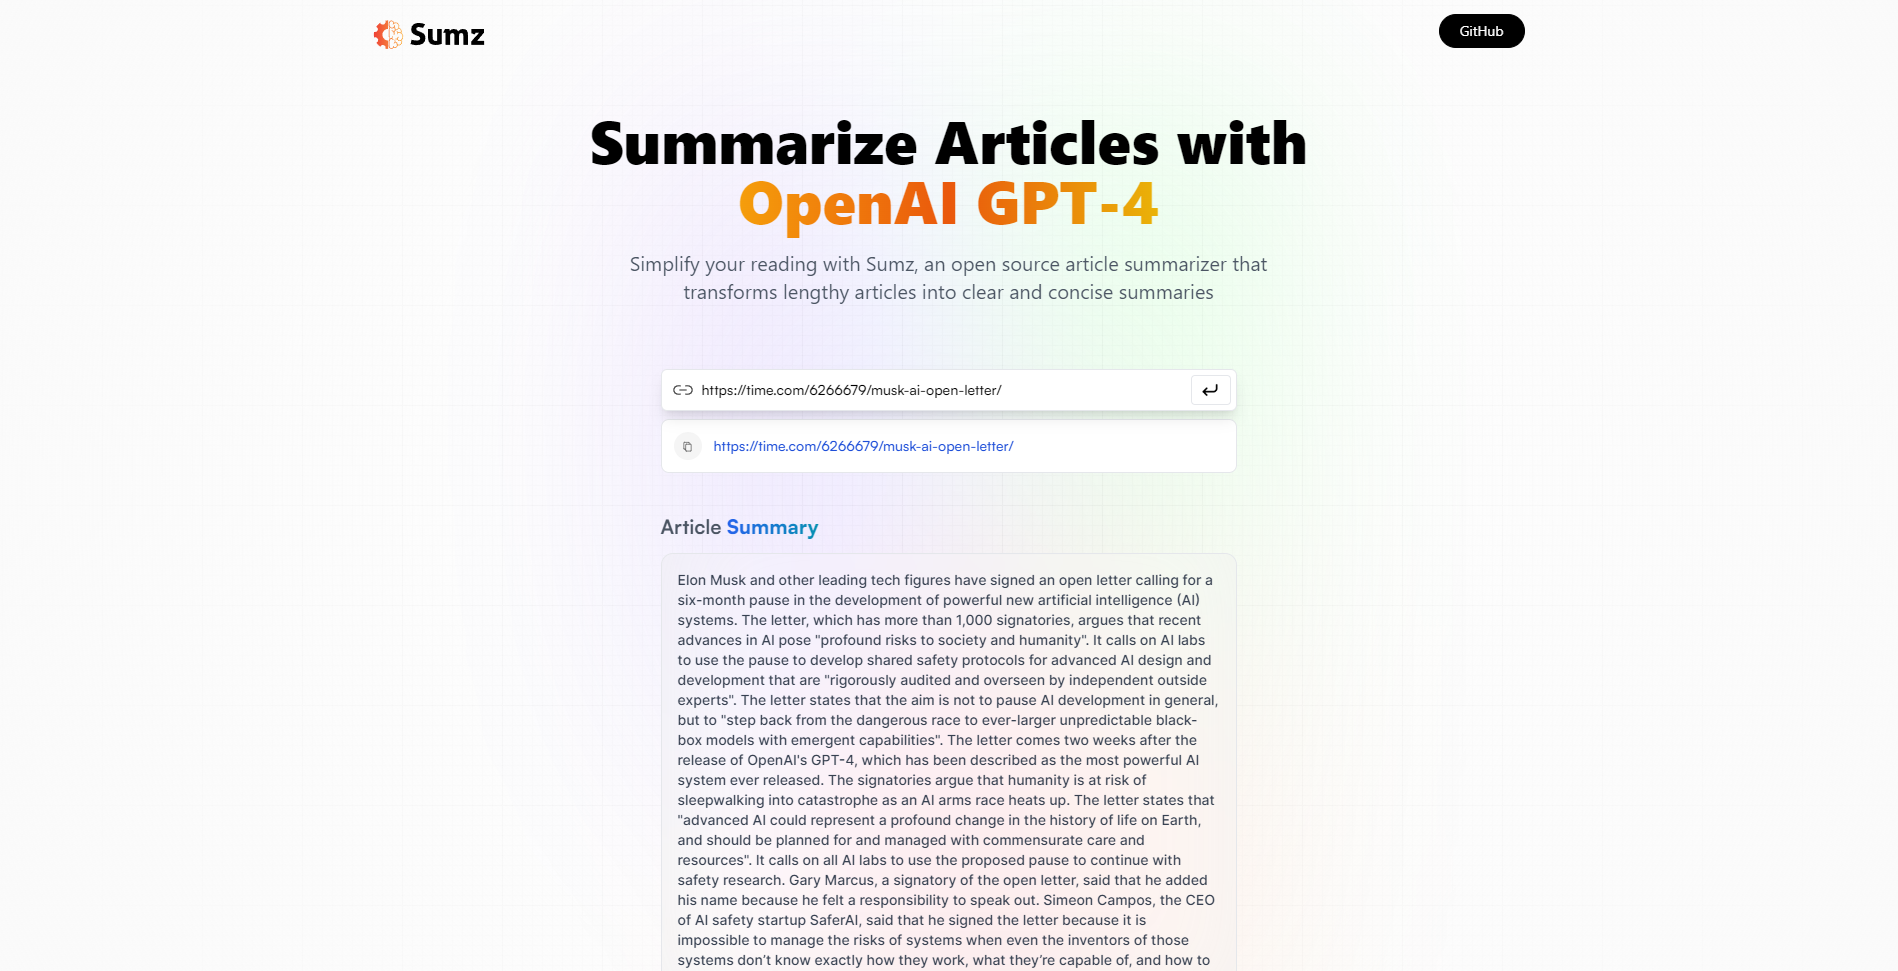 Sumz
GitHub
Summarize Articles with
OpenAI GPT-4
Simplify your reading with Sumz, an open source article summarizer that
transforms lengthy articles into clear and concise summaries
https://time.com/6266679/musk-ai-open-letter/
https://time.com/6266679/musk-ai-open-letter/
Article Summary
Elon Musk and other leading tech figures have signed an open letter calling for a
six-month pause in the development of powerful new artificial intelligence (AI)
systems. The letter, which has more than 1,000 signatories, argues that recent
advances in AI pose "profound risks to society and humanity". It calls on AI labs
to use the pause to develop shared safety protocols for advanced AI design and
development that are "rigorously audited and overseen by independent outside
experts". The letter states that the aim is not to pause AI development in general,
but to "step back from the dangerous race to ever-larger unpredictable black-
box models with emergent capabilities". The letter comes two weeks after the
release of OpenAI's GPT-4, which has been described as the most powerful AI
system ever released. The signatories argue that humanity is at risk of
sleepwalking into catastrophe as an AI arms race heats up. The letter states that
"advanced AI could represent a profound change in the history of life on Earth,
and should be planned for and managed with commensurate care and
resources". It calls on all AI labs to use the proposed pause to continue with
safety research. Gary Marcus, a signatory of the open letter, said that he added
his name because he felt a responsibility to speak out. Simeon Campos, the CEO
of AI safety startup SaferAI, said that he signed the letter because it is
impossible to manage the risks of systems when even the inventors of those
systems don’t know exactly how they work, what they’re capable of, and how to